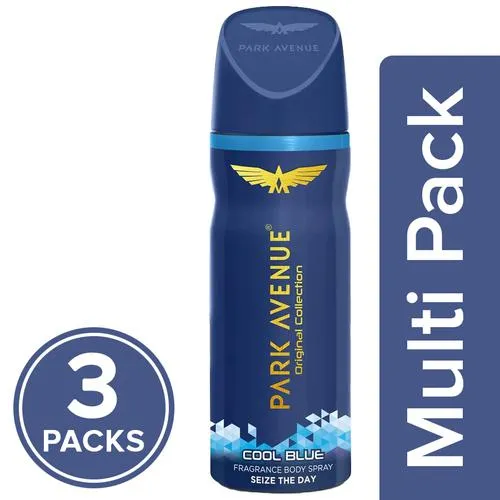 PARK AVENUE
PARK AVENUE®
Original Collection
COOL BLUE
FRAGRANCE BODY SPRAY
SEIZE THE DAY
3
PACKS
Multi Pack